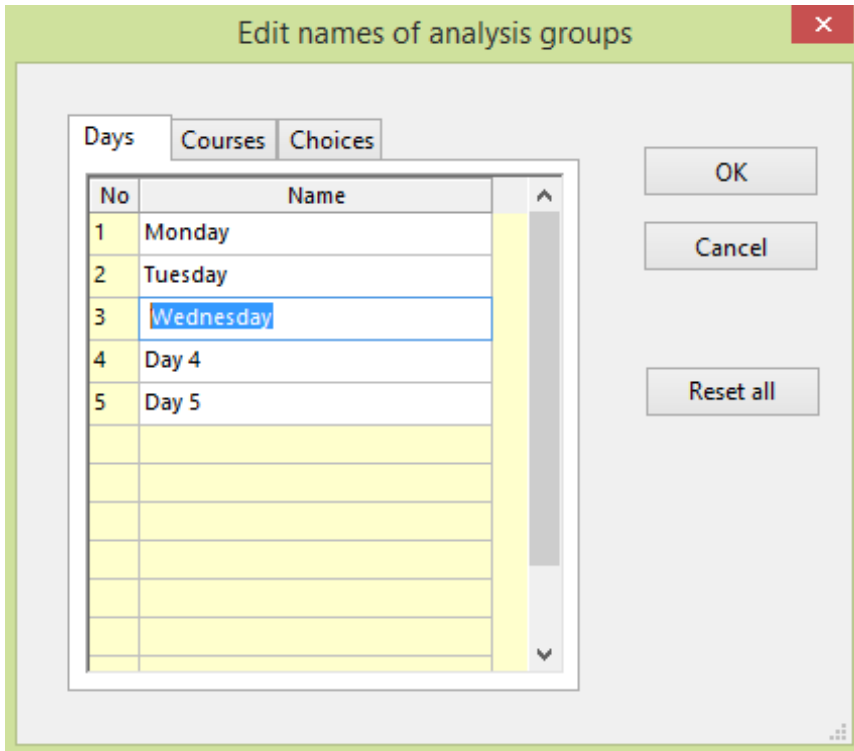 Edit names of analysis groups
Days Courses Choices
No Name
1 Monday
2 Tuesday
3 Wednesday
4 Day 4
5 Day 5
OK
Cancel
Reset all